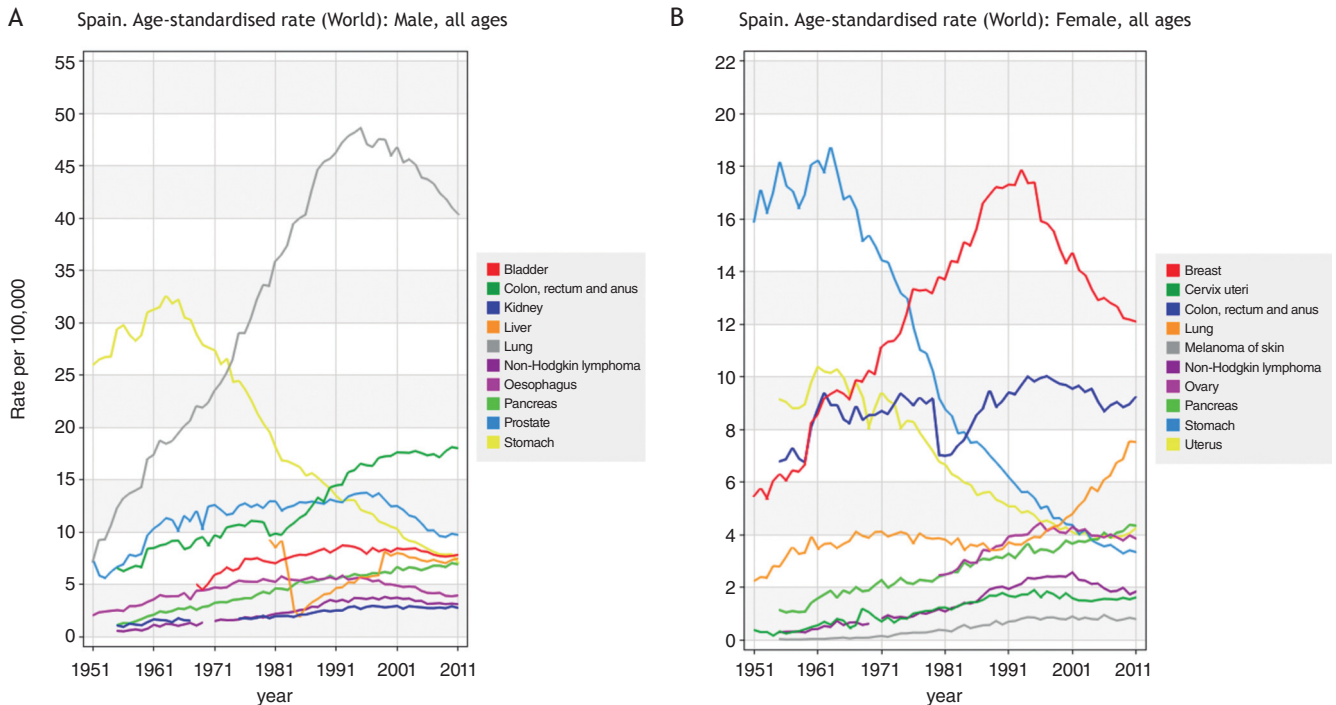 A
Spain. Age-standardised rate (World): Male, all ages
Rate per 100,000
55
50
45
40
35
30
25
20
15
10
5
0
1951 1961 1971 1981 1991 2001 2011
year
Bladder
Colon, rectum and anus
Kidney
Liver
Lung
Non-Hodgkin lymphoma
Oesophagus
Pancreas
Prostate
Stomach
B
Spain. Age-standardised rate (World): Female, all ages
22
20
18
16
14
12
10
8
6
4
2
0
1951 1961 1971 1981 1991 2001 2011
year
Breast
Cervix uteri
Colon, rectum and anus
Lung
Melanoma of skin
Non-Hodgkin lymphoma
Ovary
Pancreas
Stomach
Uterus